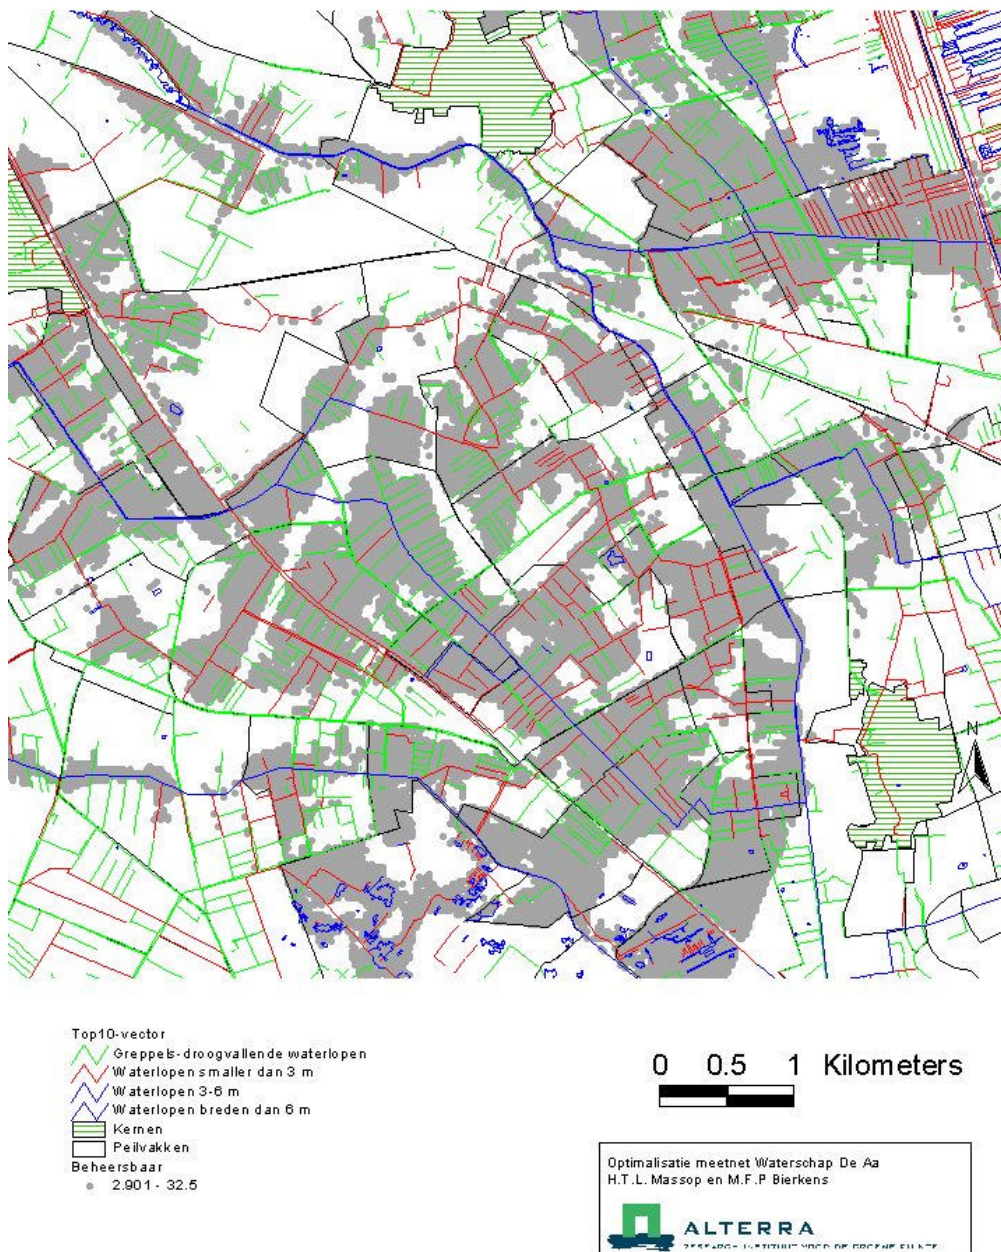 N
Top10-vector
Greppels-droogvallende waterlopen
Waterlopen smaller dan 3 m
Waterlopen 3-6 m
Waterlopen breden dan 6 m
Kernen
Peilvakken
Beheersbaar
2.901 - 32.5
0 0.5 1 Kilometers
Optimalisatie meetnet Waterschap De Aa
H.T.L. Massop en M.F.P Bierkens
ALTERRA